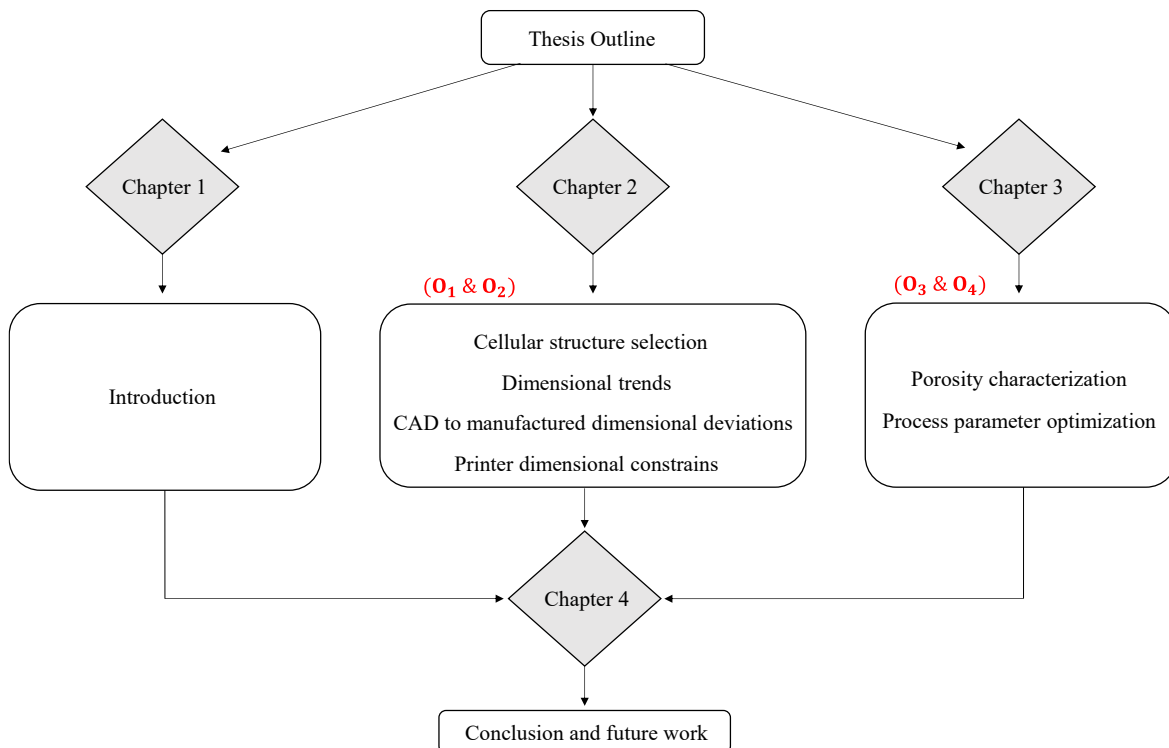 Thesis Outline
Chapter 1
Chapter 2
Chapter 3
(O₁ & O₂)
(O₃ & O₄)
Introduction
Cellular structure selection
Dimensional trends
CAD to manufactured dimensional deviations
Printer dimensional constrains
Porosity characterization
Process parameter optimization
Chapter 4
Conclusion and future work